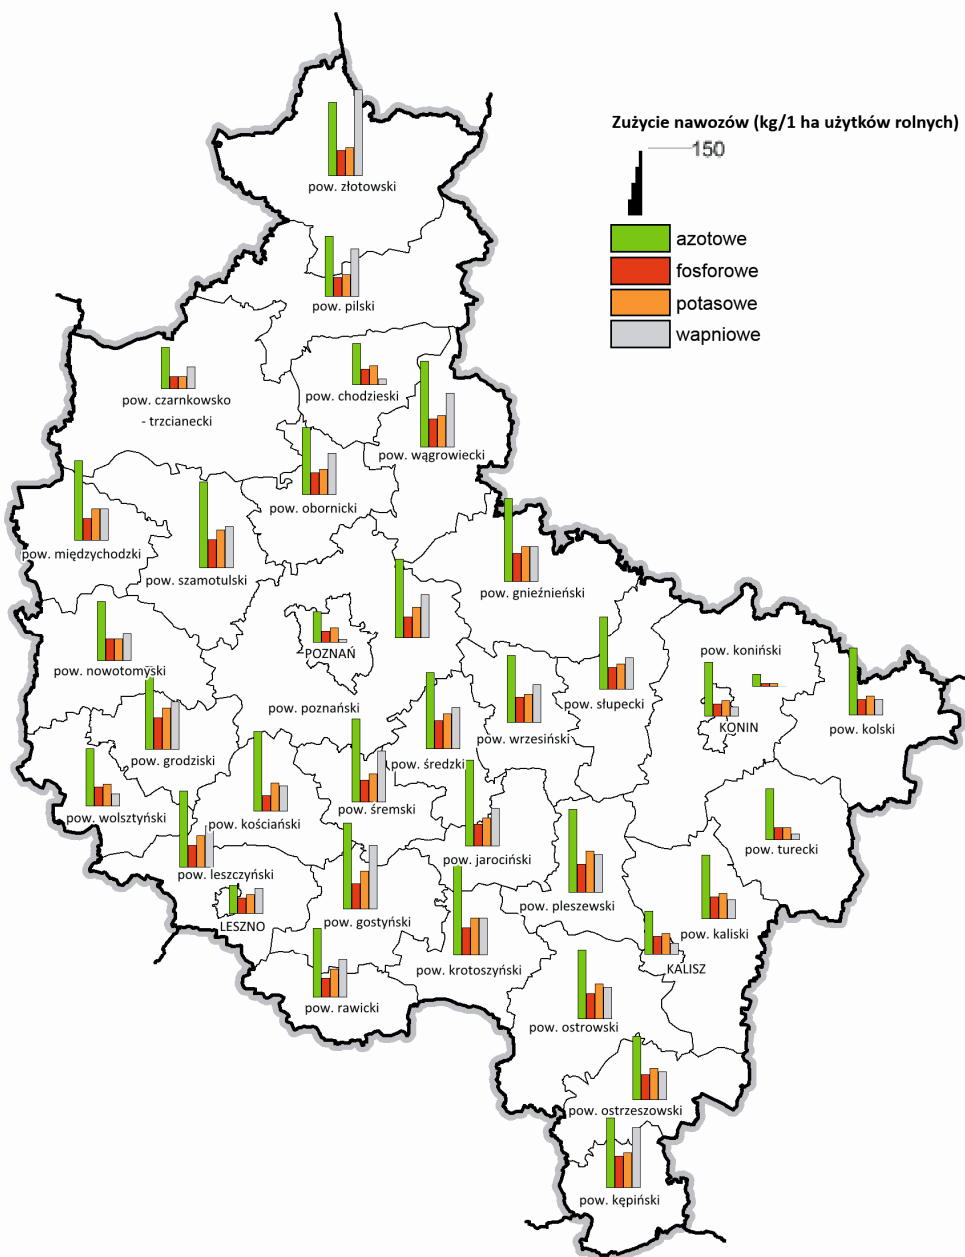 Zużycie nawozów (kg/1 ha użytków rolnych)
150
azotowe
fosforowe
potasowe
wapniowe
pow. złotowski
pow. pilski
pow. czarnkowsko
- trzcianecki
pow. chodzieski
pow. wągrowiecki
pow. obornicki
pow. międzychodzki
pow. szamotulski
pow. gnieźnieński
pow. nowotomyski
POZNAŃ
pow. poznański
pow. słupecki
pow. koniński
KONIN
pow. kolski
pow. grodziski
pow. wrzesiński
pow. średzki
pow. wolsztyński
pow. kościański
pow. śremski
pow. jarociński
pow. turecki
pow. leszczyński
LESZNO
pow. gostyński
pow. pleszewski
pow. kaliski
KALISZ
pow. krotoszyński
pow. rawicki
pow. ostrowski
pow. ostrzeszowski
pow. kępiński